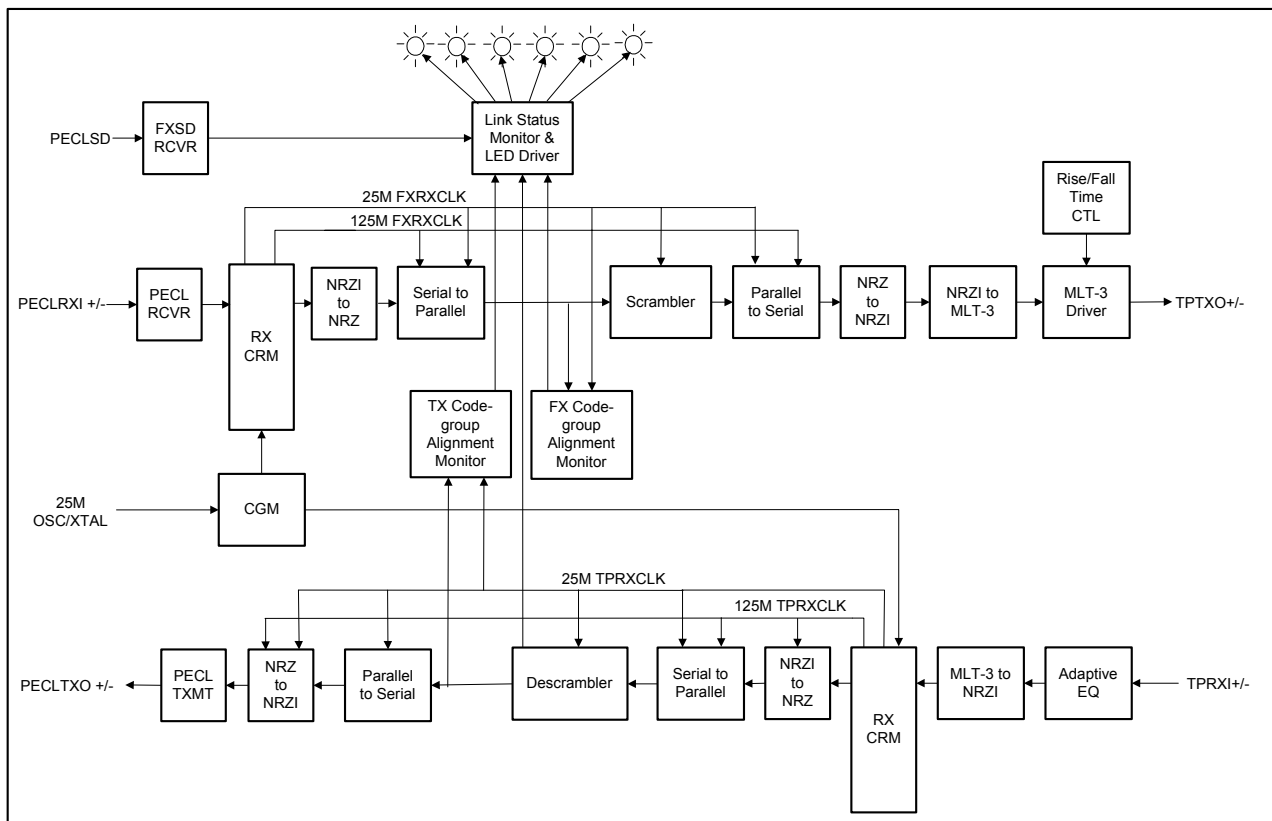 PECLSD
FXSD
RCVR
Link Status
Monitor &
LED Driver
Rise/Fall
Time
CTL
25M FXRXCLK
125M FXRXCLK
PECLRXI +/-
PECL
RCVR
RX
CRM
NRZI
to
NRZ
Serial to
Parallel
Scrambler
Parallel
to Serial
NRZ
to
NRZI
NRZI to
MLT-3
MLT-3
Driver
TPTXO+/-
TX Code-
group
Alignment
Monitor
FX Code-
group
Alignment
Monitor
25M
OSC/XTAL
CGM
25M TPRXCLK
125M TPRXCLK
PECLTXO +/-
PECL
TXMT
NRZ
to
NRZI
Parallel
to Serial
Descrambler
Serial to
Parallel
NRZI
to
NRZ
RX
CRM
MLT-3 to
NRZI
Adaptive
EQ
TPRXI+/-